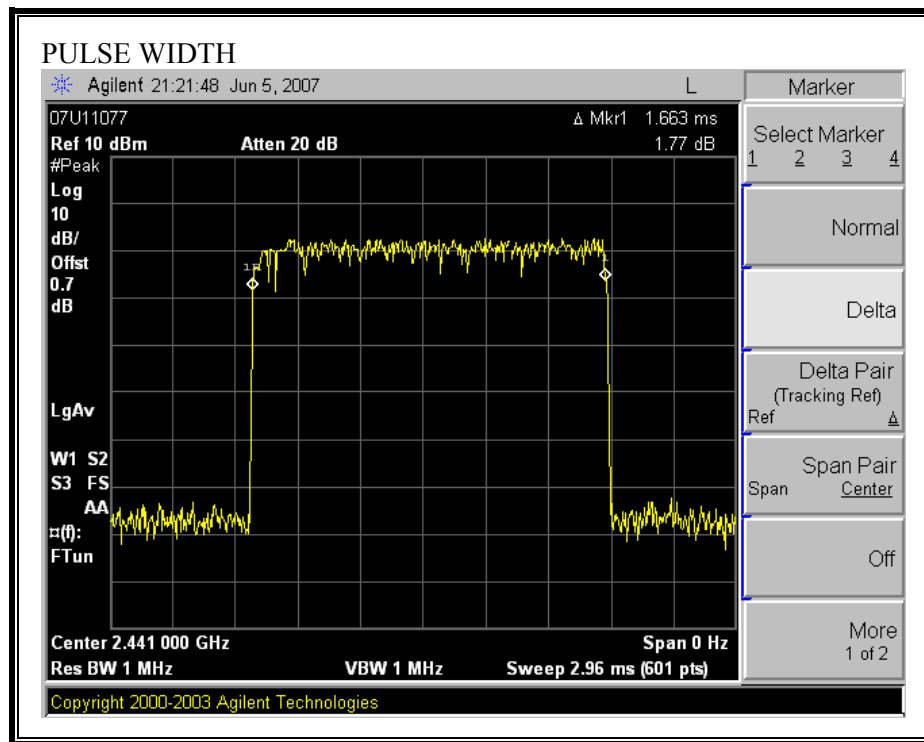 PULSE WIDTH
Agilent 21:21:48 Jun 5, 2007 L
07U11077 Δ Mkr1 1.663 ms
Ref 10 dBm Atten 20 dB 1.77 dB
#Peak
Log
10
dB/
Offst
0.7
dB
LgAv
W1 S2
S3 FS
AA
¤(f):
FTun
1R
1
Center 2.441 000 GHz Span 0 Hz
Res BW 1 MHz VBW 1 MHz Sweep 2.96 ms (601 pts)
Copyright 2000-2003 Agilent Technologies
Marker
Select Marker
1 2 3 4
Normal
Delta
Delta Pair
(Tracking Ref)
Ref Δ
Span Pair
Span Center
Off
More
1 of 2